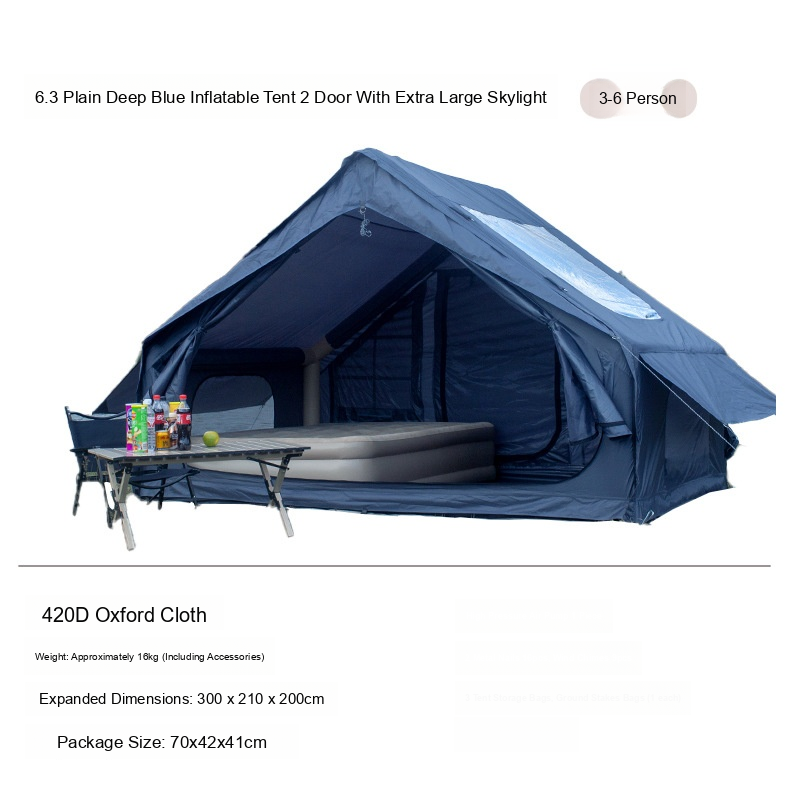 6.3 Plain Deep Blue Inflatable Tent 2 Door With Extra Large Skylight
3-6 Person
420D Oxford Cloth
Weight: Approximately 16kg (Including Accessories)
Expanded Dimensions: 300 x 210 x 200cm
Package Size: 70x42x41cm